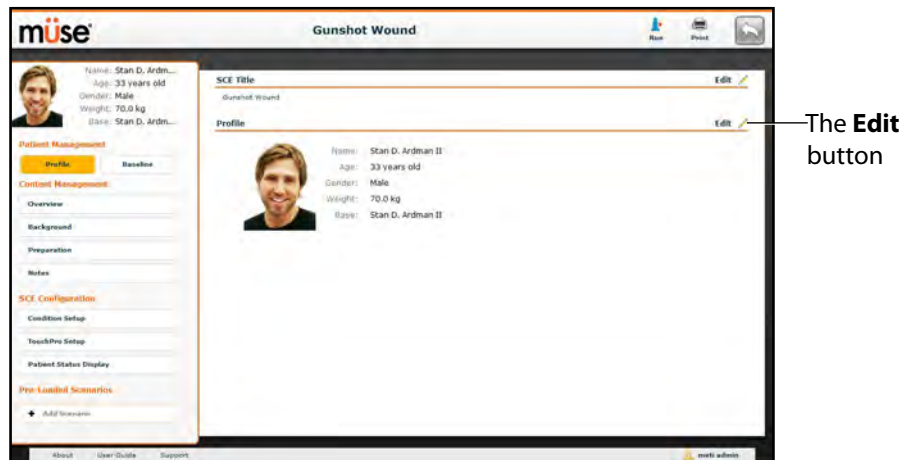 müse
Gunshot Wound
Run
Print
Name: Stan D. Ardm...
Age: 33 years old
Gender: Male
Weight: 70.0 kg
Base: Stan D. Ardm...
Patient Management
Profile
Baseline
Content Management
Overview
Background
Preparation
Notes
SCE Configuration
Condition Setup
TouchPro Setup
Patient Status Display
Pre-Loaded Scenarios
Add Scenario
SCE Title
Edit
Gunshot Wound
Profile
Edit
Name: Stan D. Ardman II
Age: 33 years old
Gender: Male
Weight: 70.0 kg
Base: Stan D. Ardman II
About
User Guide
Support
meti admin
The Edit
button